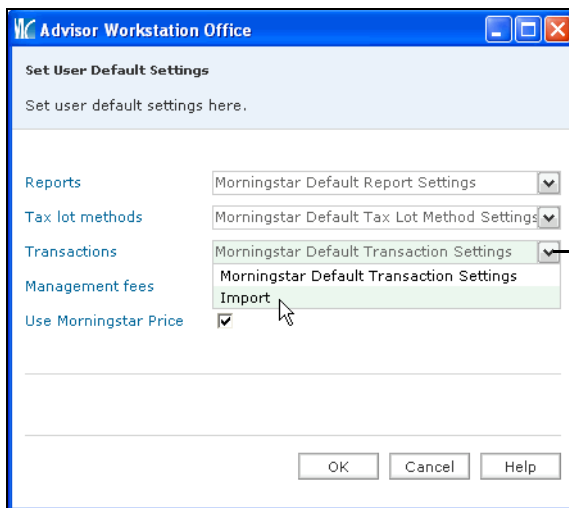 Advisor Workstation Office
Set User Default Settings
Set user default settings here.
Reports Morningstar Default Report Settings
Tax lot methods Morningstar Default Tax Lot Method Settings
Transactions Morningstar Default Transaction Settings
Morningstar Default Transaction Settings
Management fees
Import
Use Morningstar Price
OK Cancel Help